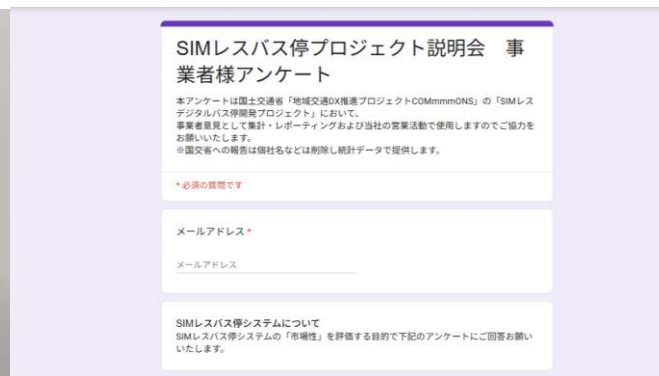 SIMレスバス停プロジェクト説明会　事
業者様アンケート
本アンケートは国土交通省「地域交通DX推進プロジェクトCOMmmmONS」の「SIMレス
デジタルバス停開発プロジェクト」において、
事業者意見として集計・レポーティングおよび当社の営業活動で使用しますのでご協力を
お願いいたします。
※国交省への報告は個社名などは削除し統計データで提供します。
* 必須の質問です
メールアドレス *
メールアドレス
SIMレスバス停システムについて
SIMレスバス停システムの「市場性」を評価する目的で下記のアンケートにご回答お願い
いたします。